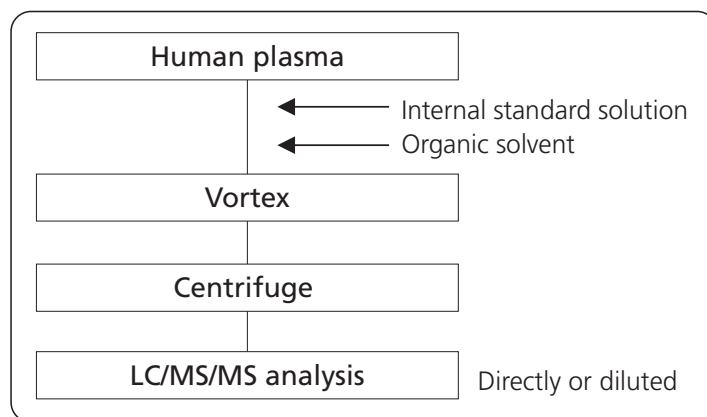 Human plasma
Internal standard solution
Organic solvent
Vortex
Centrifuge
LC/MS/MS analysis
Directly or diluted